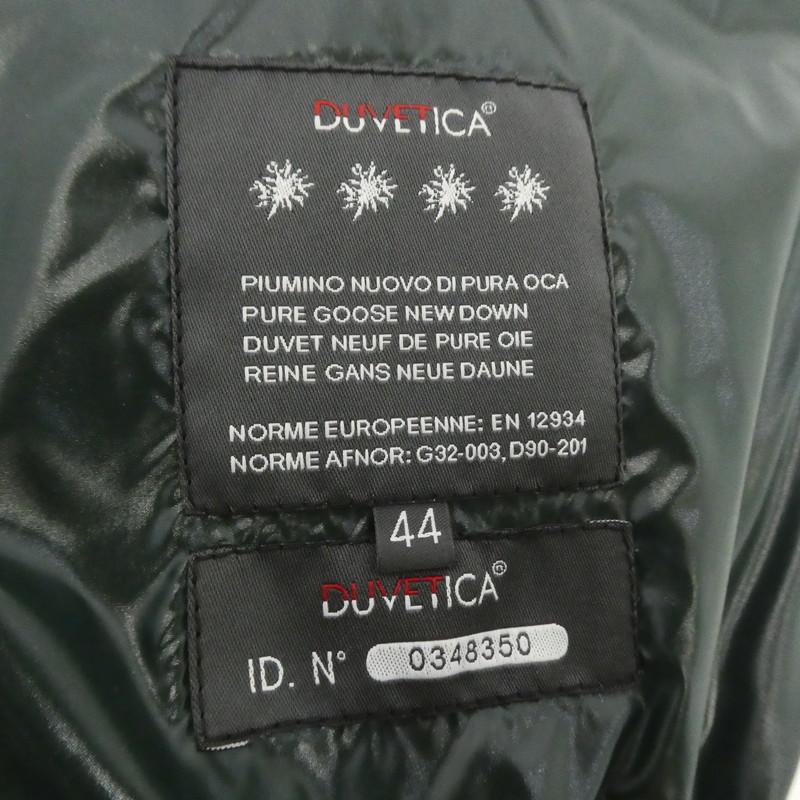 DUVETICA®
PIUMINO NUOVO DI PURA OCA
PURE GOOSE NEW DOWN
DUVET NEUF DE PURE OIE
REINE GANS NEUE DAUNE
NORME EUROPEENNE: EN 12934
NORME AFNOR: G32-003, D90-201
44
DUVETICA®
ID. N° 0348350